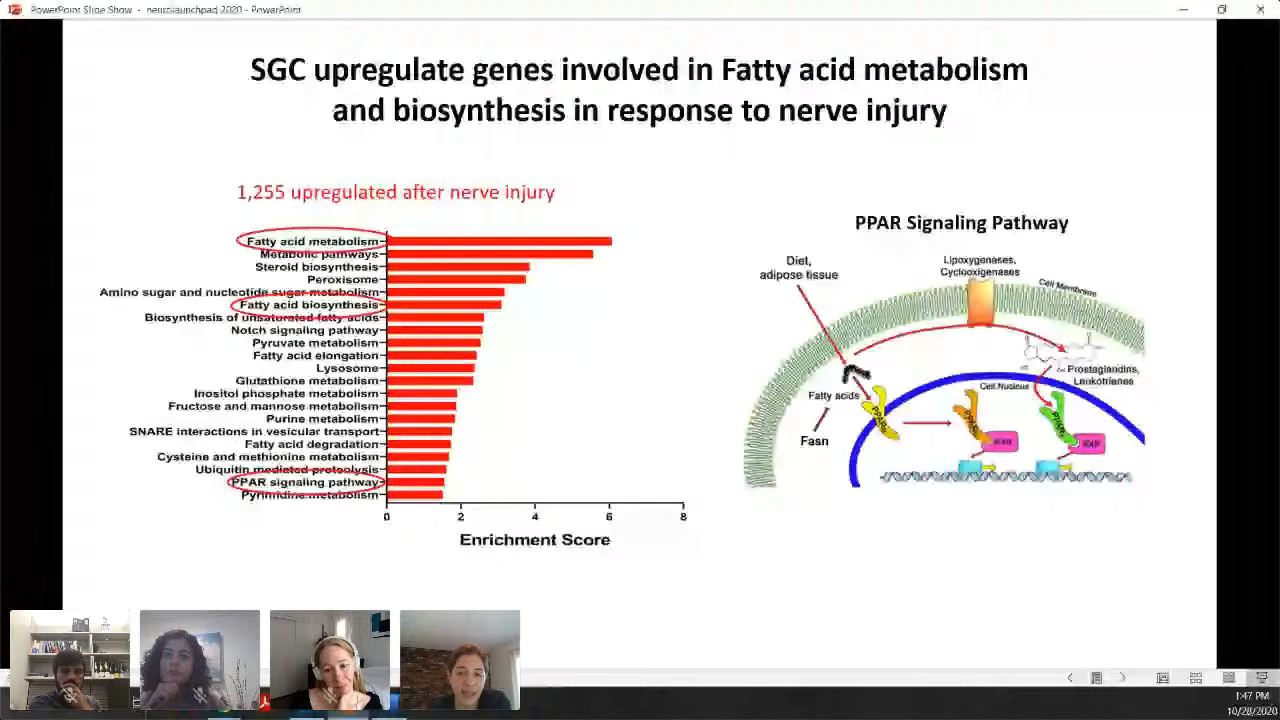 PowerPoint Slide Show - neurolaunchpad 2020 - PowerPoint
SGC upregulate genes involved in Fatty acid metabolism
and biosynthesis in response to nerve injury
1,255 upregulated after nerve injury
Fatty acid metabolism
Metabolic pathways
Steroid biosynthesis
Peroxisome
Amino sugar and nucleotide sugar metabolism
Fatty acid biosynthesis
Biosynthesis of unsaturated fatty acids
Notch signaling pathway
Pyruvate metabolism
Fatty acid elongation
Lysosome
Glutathione metabolism
Inositol phosphate metabolism
Fructose and mannose metabolism
Purine metabolism
SNARE interactions in vesicular transport
Fatty acid degradation
Cysteine and methionine metabolism
Ubiquitin mediated proteolysis
PPAR signaling pathway
Pyrimidine metabolism
0 2 4 6 8
Enrichment Score
PPAR Signaling Pathway
Diet,
adipose tissue
Lipoxygenases,
Cyclooxigenases
Cell Membrane
Prostaglandins,
Leukotrienes
Cell Nucleus
Fatty acids
Fasn
1:47 PM
10/28/2020